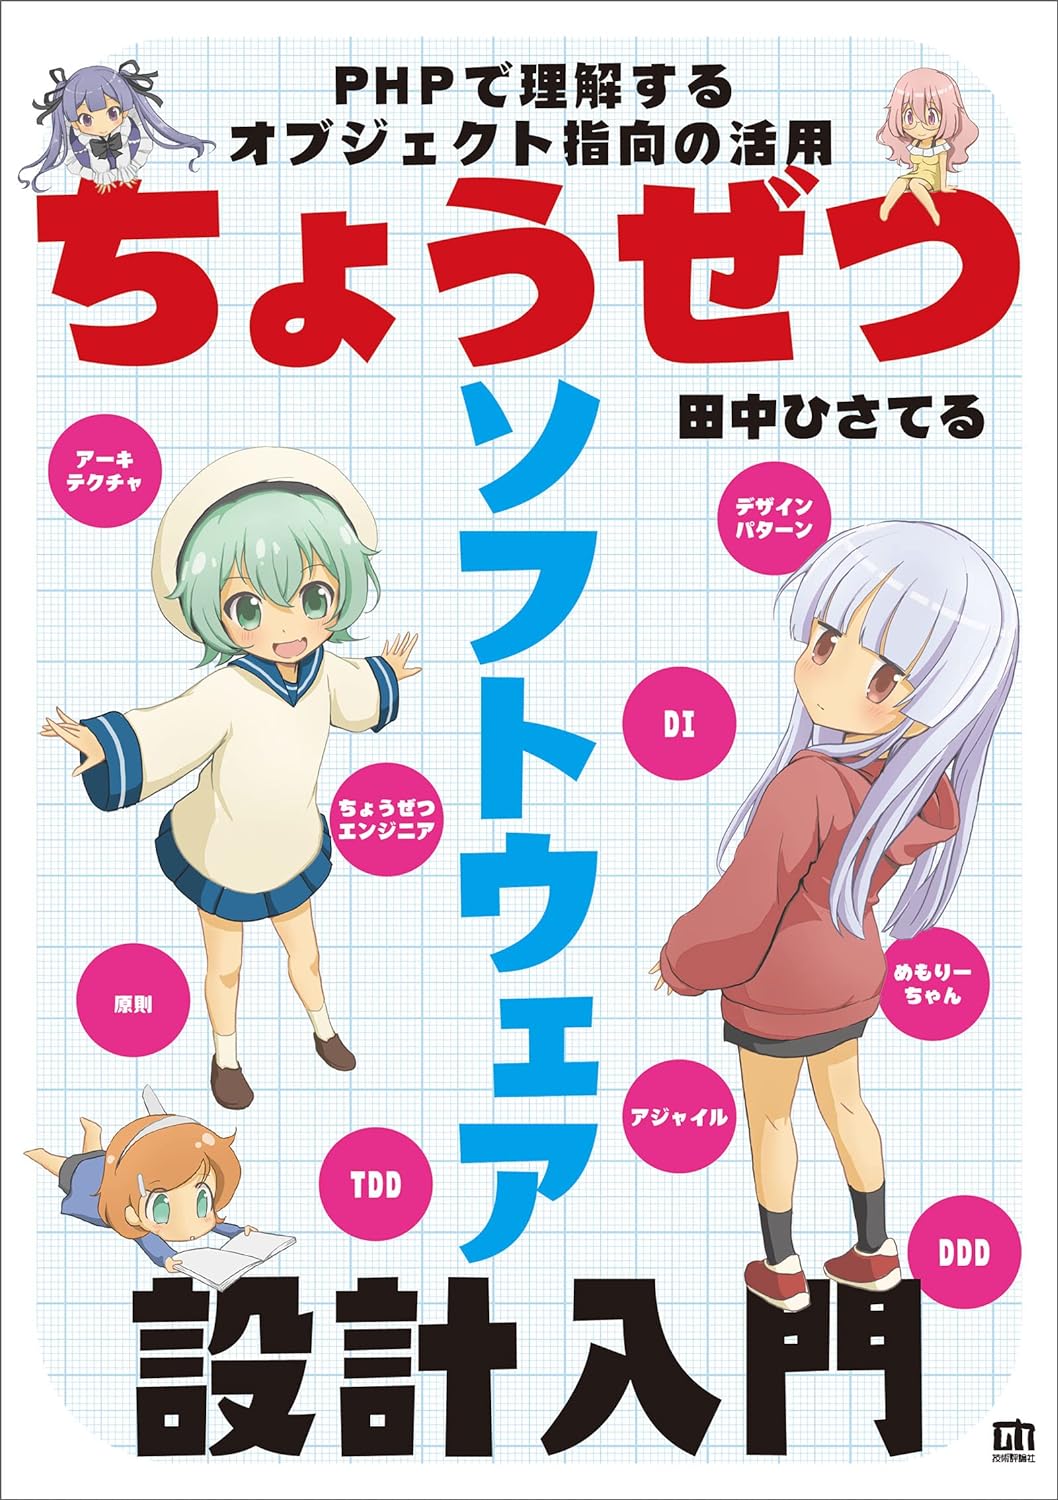 PHPで理解する
オブジェクト指向の活用
ちょうぜつ
ソフトウェア
設計入門
田中ひさてる
アーキ
テクチャ
デザイン
パターン
DI
ちょうぜつ
エンジニア
原則
めもりー
ちゃん
アジャイル
TDD
DDD
技術評論社